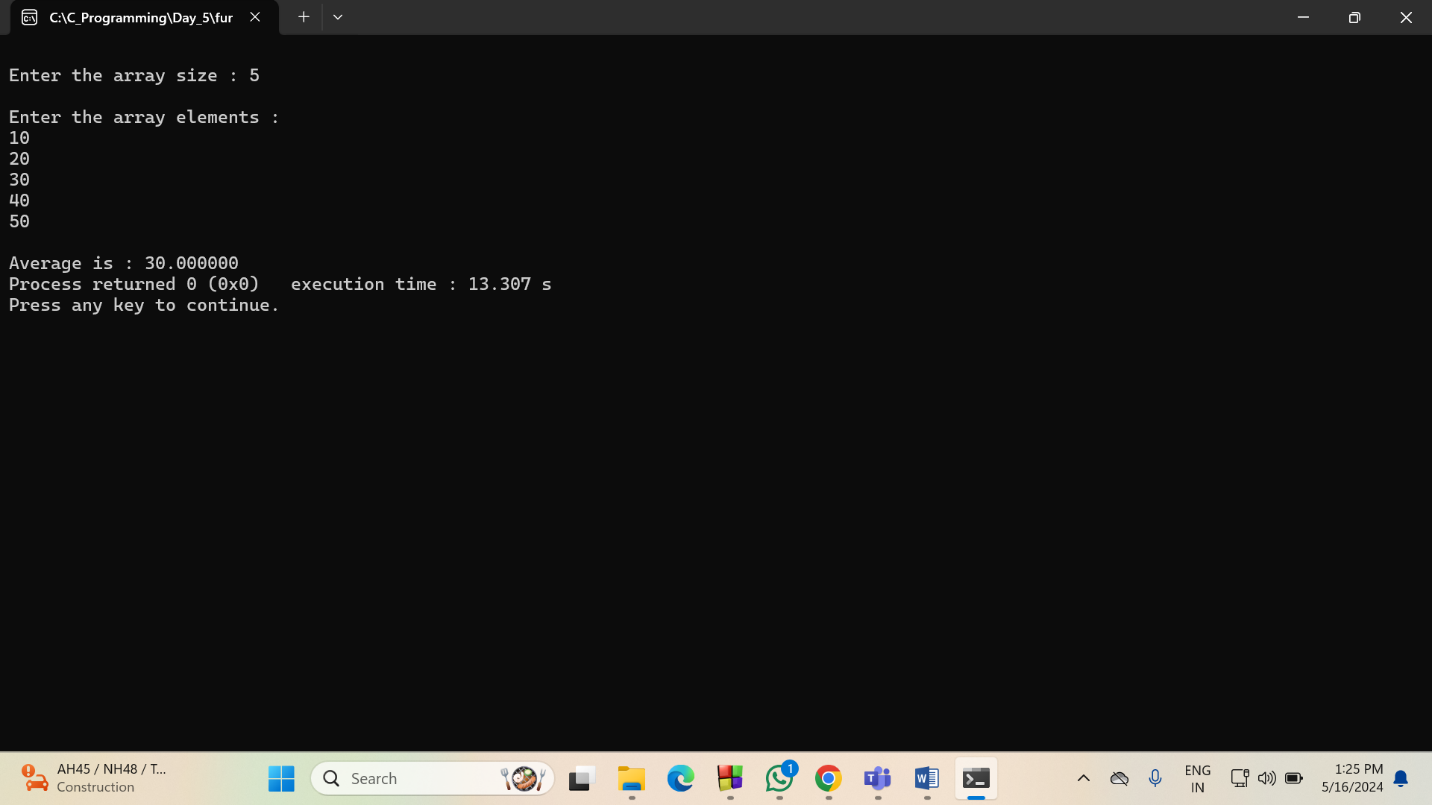 C:\C_Programming\Day_5\fur
Enter the array size : 5
Enter the array elements :
10
20
30
40
50
Average is : 30.000000
Process returned 0 (0x0)   execution time : 13.307 s
Press any key to continue.
AH45 / NH48 / T...
Construction
Search
1
ENG
IN
1:25 PM
5/16/2024